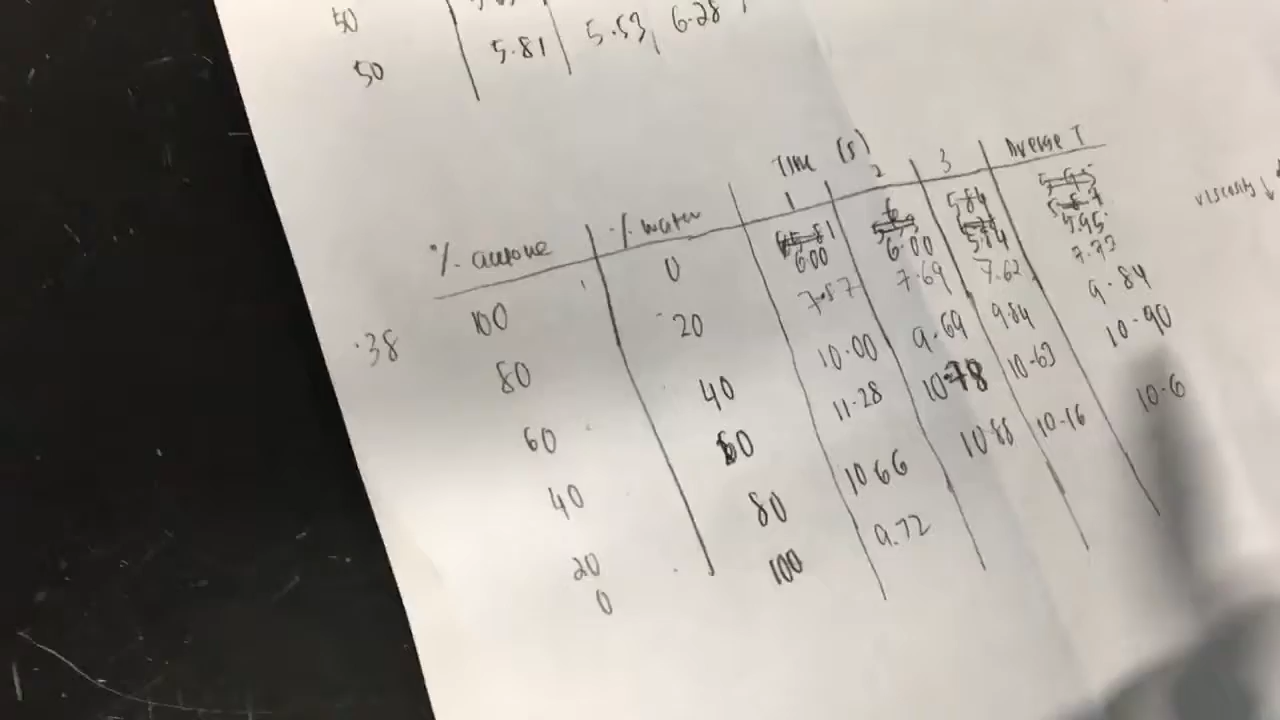 50
50 5.81 5.53, 6.28
Time (s)
% acetone % water 1 2 3 Average T
viscosity ↓
100 0 6.00 6.00 5.84 5.95
.38
80 20 7.87 7.69 7.62 7.73
60 40 10.00 9.69 9.84 9.84
40 60 11.28 10.78 10.63 10.90
20 80 10.66 10.88 10.16 10.6
0 100 9.72